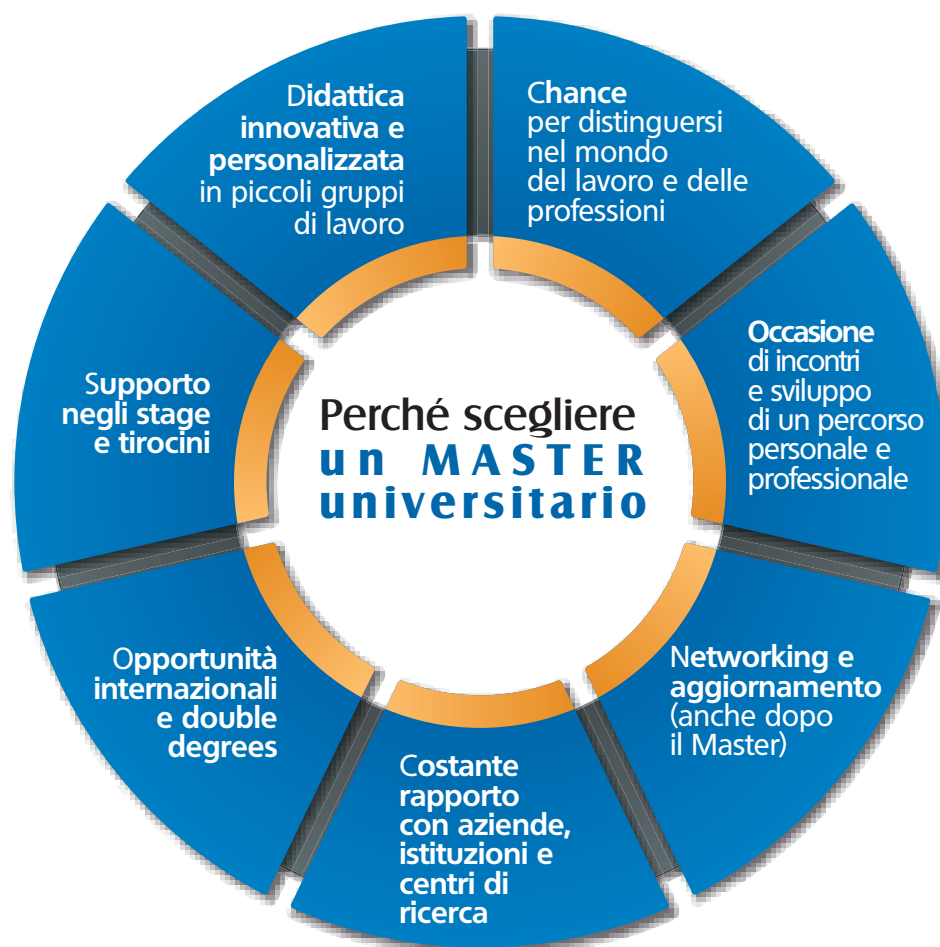 Perché scegliere
un MASTER
universitario
Chance
per distinguersi
nel mondo
del lavoro e delle
professioni
Occasione
di incontri
e sviluppo
di un percorso
personale e
professionale
Networking e
aggiornamento
(anche dopo
il Master)
Costante
rapporto
con aziende,
istituzioni e
centri di
ricerca
Opportunità
internazionali
e double
degrees
Supporto
negli stage
e tirocini
Didattica
innovativa e
personalizzata
in piccoli gruppi
di lavoro